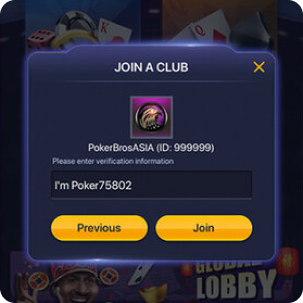 JOIN A CLUB
PokerBrosASIA (ID: 999999)
Please enter verification information
I'm Poker75802
Previous
Join
GLOBAL
LOBBY